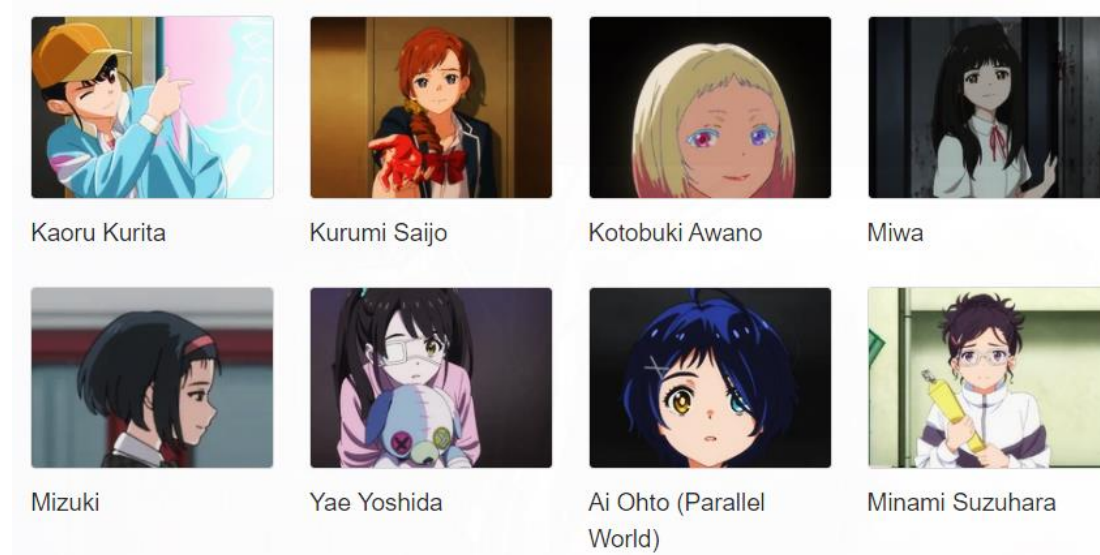 Kaoru Kurita
Kurumi Saijo
Kotobuki Awano
Miwa
Mizuki
Yae Yoshida
Ai Ohto (Parallel
World)
Minami Suzuhara